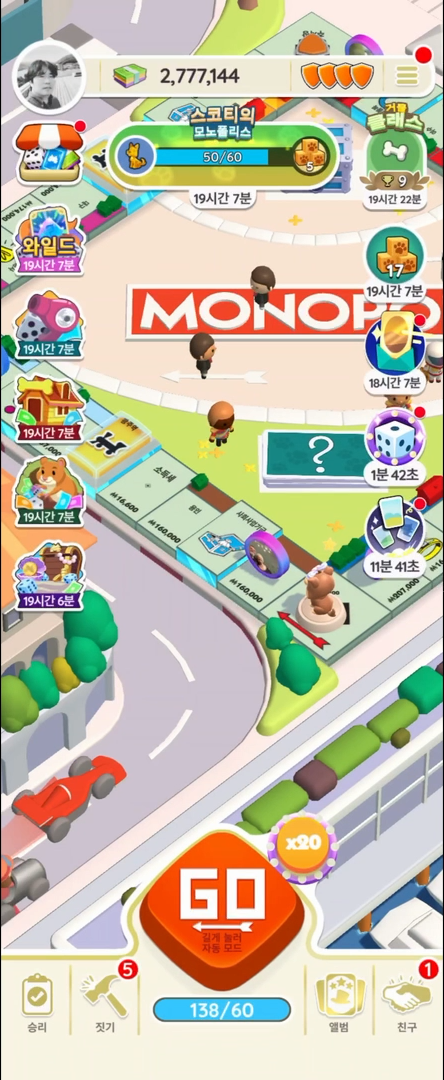 2,777,144
스코티의
모노폴리스
거물
클래스
50/60
5
19시간 7분
9
19시간 22분
와일드
19시간 7분
17
19시간 7분
MONOPO
19시간 7분
18시간 7분
19시간 7분
?
1분 42초
소득세
₩16,600
₩160,000
19시간 7분
11분 41초
19시간 6분
₩160,000
207,000
x20
GO
길게 눌러
자동 모드
138/60
5
1
승리
짓기
앨범
친구